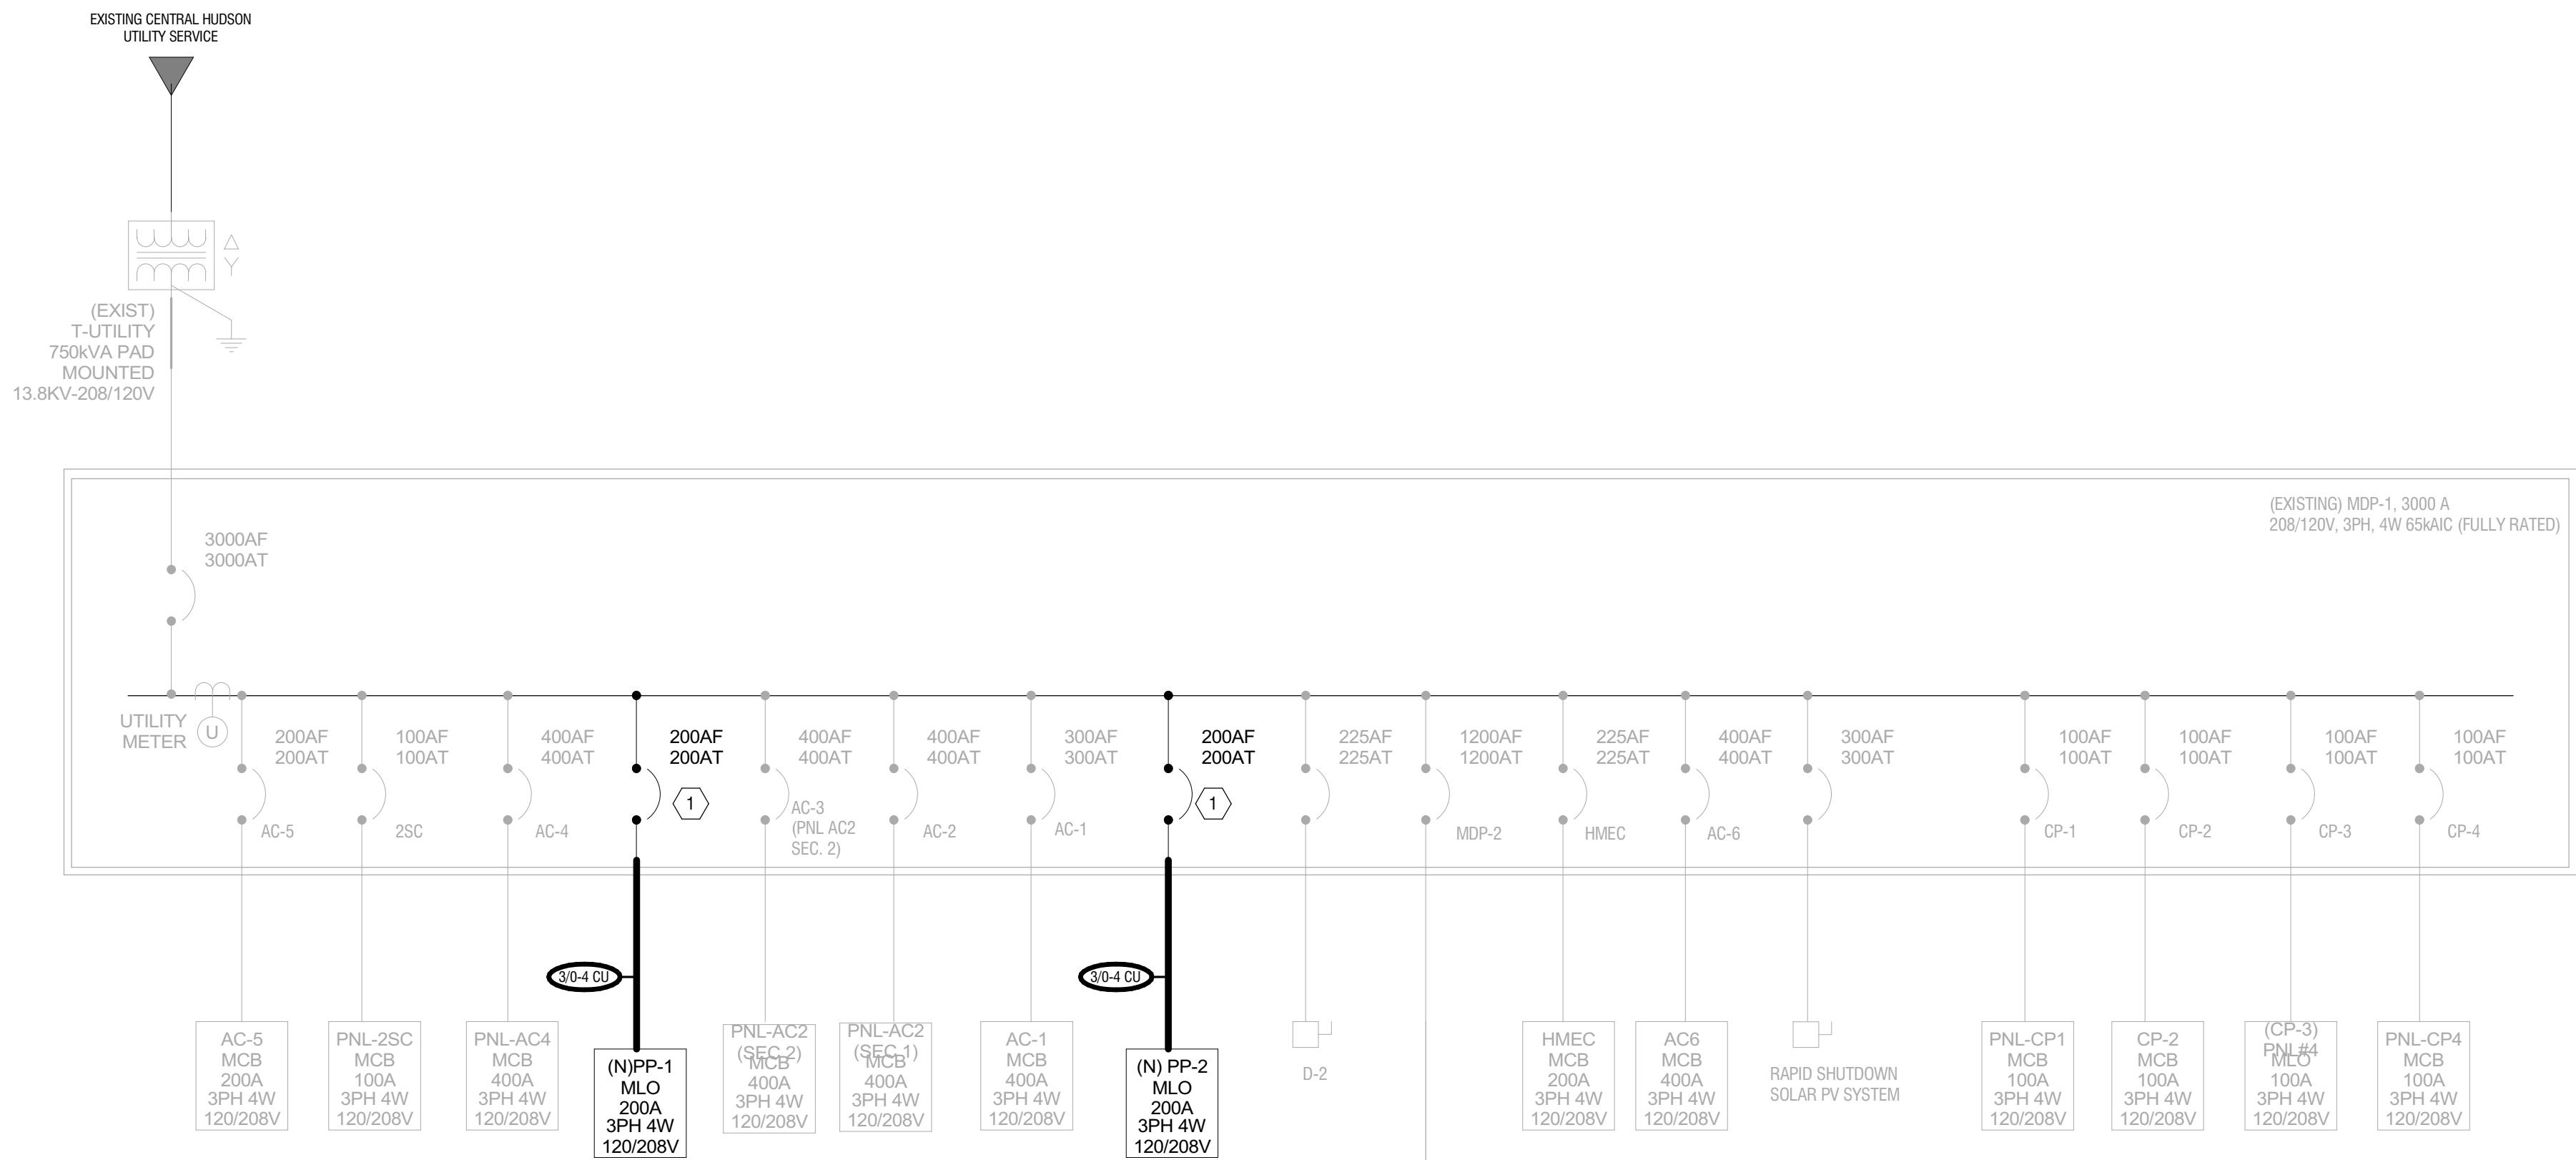 EXISTING CENTRAL HUDSON
UTILITY SERVICE
(EXIST)
T-UTILITY
750kVA PAD
MOUNTED
13.8KV-208/120V
(EXISTING) MDP-1, 3000 A
208/120V, 3PH, 4W 65kAIC (FULLY RATED)
3000AF
3000AT
UTILITY
METER
U
200AF
200AT
AC-5
100AF
100AT
2SC
400AF
400AT
AC-4
200AF
200AT
1
400AF
400AT
AC-3
(PNL AC2
SEC. 2)
400AF
400AT
AC-2
300AF
300AT
AC-1
200AF
200AT
1
225AF
225AT
1200AF
1200AT
MDP-2
225AF
225AT
HMEC
400AF
400AT
AC-6
300AF
300AT
100AF
100AT
CP-1
100AF
100AT
CP-2
100AF
100AT
CP-3
100AF
100AT
CP-4
3/0-4 CU
3/0-4 CU
AC-5
MCB
200A
3PH 4W
120/208V
PNL-2SC
MCB
100A
3PH 4W
120/208V
PNL-AC4
MCB
400A
3PH 4W
120/208V
(N)PP-1
MLO
200A
3PH 4W
120/208V
PNL-AC2
(SEC 2)
MCB
400A
3PH 4W
120/208V
PNL-AC2
(SEC 1)
MCB
400A
3PH 4W
120/208V
AC-1
MCB
400A
3PH 4W
120/208V
(N) PP-2
MLO
200A
3PH 4W
120/208V
D-2
HMEC
MCB
200A
3PH 4W
120/208V
AC6
MCB
400A
3PH 4W
120/208V
RAPID SHUTDOWN
SOLAR PV SYSTEM
PNL-CP1
MCB
100A
3PH 4W
120/208V
CP-2
MCB
100A
3PH 4W
120/208V
(CP-3)
PNL#4
MLO
100A
3PH 4W
120/208V
PNL-CP4
MCB
100A
3PH 4W
120/208V